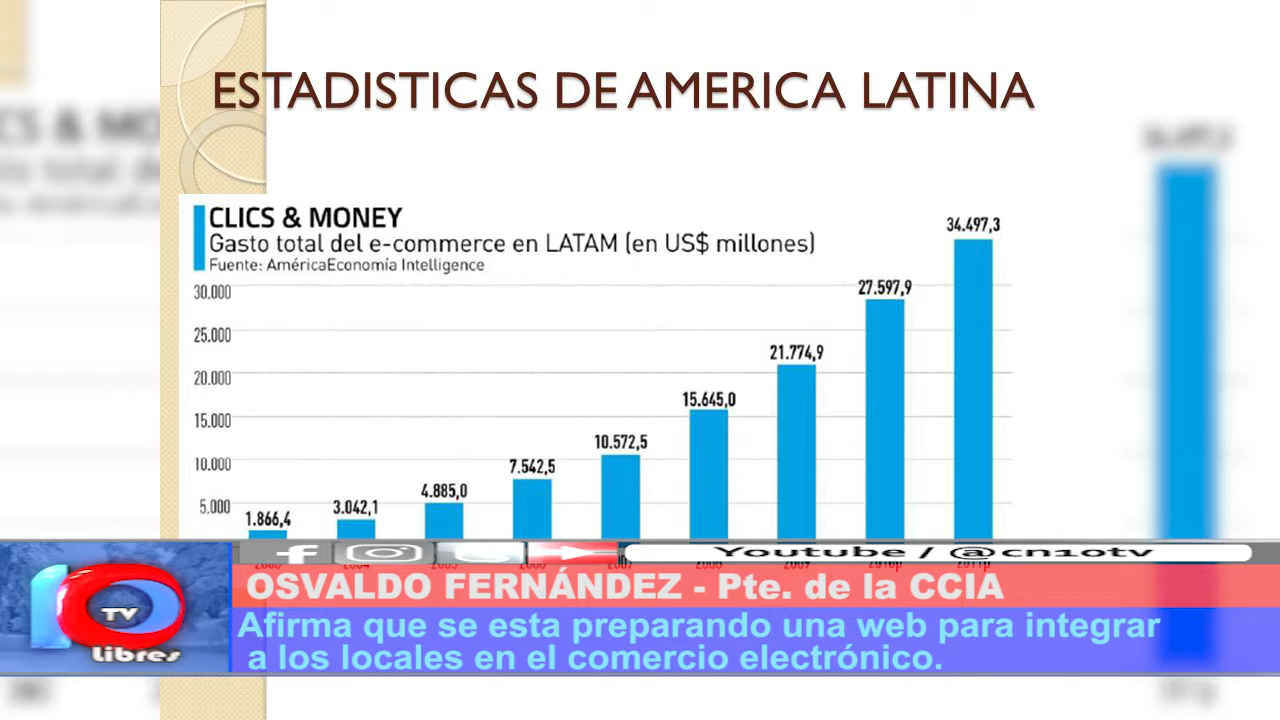 ESTADISTICAS DE AMERICA LATINA
CLICS & MONEY
Gasto total del e-commerce en LATAM (en US$ millones)
Fuente: AméricaEconomía Intelligence
34.497,3
30.000
27.597,9
25.000
21.774,9
20.000
15.645,0
15.000
10.572,5
10.000
7.542,5
5.000
4.885,0
3.042,1
1.866,4
Youtube / @cn10tv
OSVALDO FERNÁNDEZ - Pte. de la CCIA
Afirma que se esta preparando una web para integrar
a los locales en el comercio electrónico.
10
TV
Libres